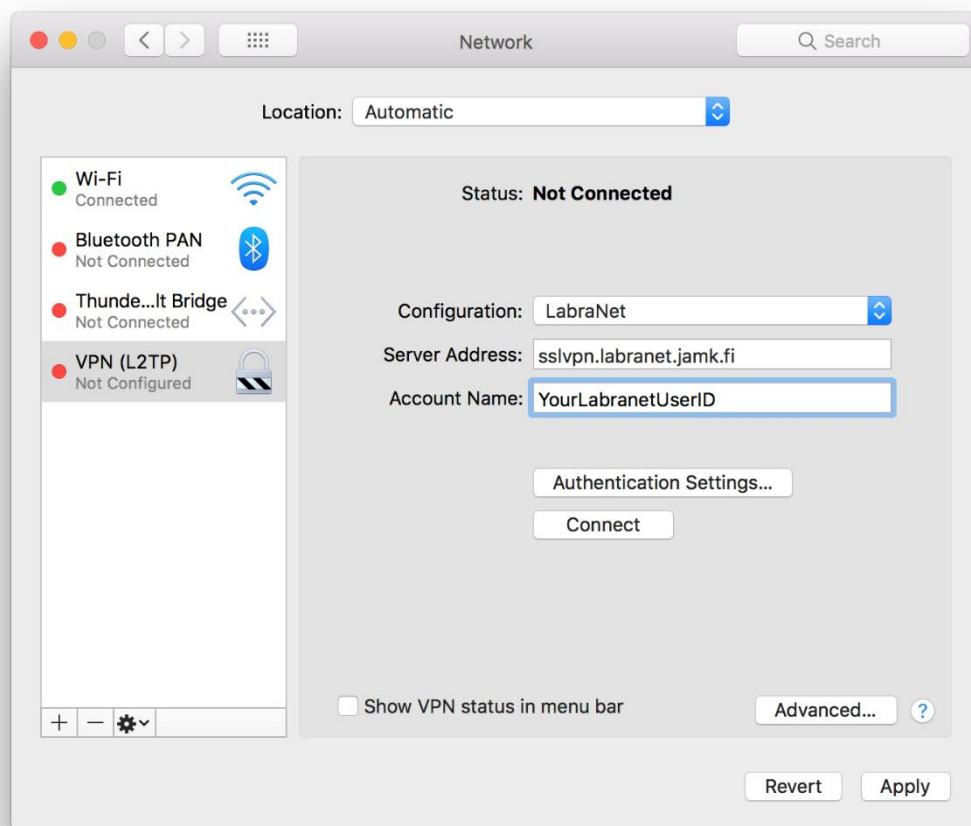 Network
Search
Location: Automatic
Wi-Fi
Connected
Bluetooth PAN
Not Connected
Thunde...lt Bridge
Not Connected
VPN (L2TP)
Not Configured
Status: Not Connected
Configuration: LabraNet
Server Address: sslvpn.labranet.jamk.fi
Account Name: YourLabranetUserID
Authentication Settings...
Connect
Show VPN status in menu bar
Advanced... ?
Revert Apply